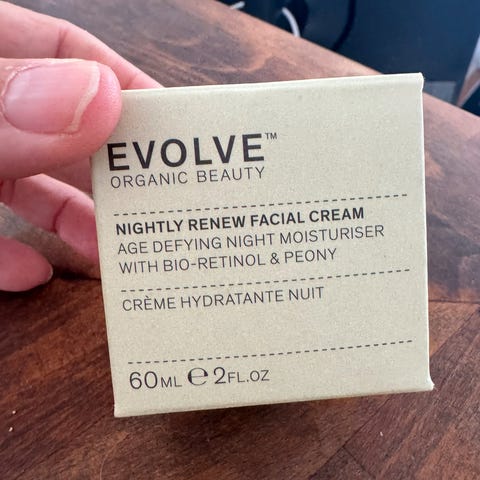 EVOLVE™
ORGANIC BEAUTY
NIGHTLY RENEW FACIAL CREAM
AGE DEFYING NIGHT MOISTURISER
WITH BIO-RETINOL & PEONY
CRÈME HYDRATANTE NUIT
60ML ℮ 2FL.OZ